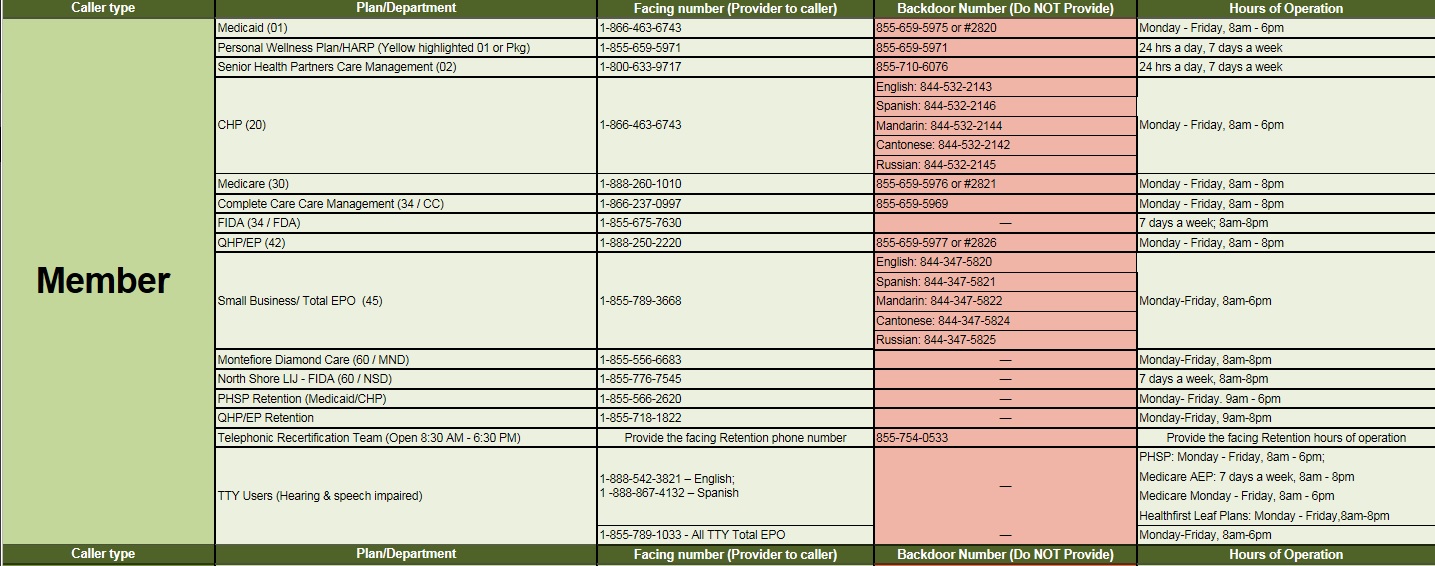 Caller type Plan/Department Facing number (Provider to caller) Backdoor Number (Do NOT Provide) Hours of Operation
Medicaid (01) 1-866-463-6743 855-659-5975 or #2820 Monday - Friday, 8am - 6pm
Personal Wellness Plan/HARP (Yellow highlighted 01 or Pkg) 1-855-659-5971 855-659-5971 24 hrs a day, 7 days a week
Senior Health Partners Care Management (02) 1-800-633-9717 855-710-6076 24 hrs a day, 7 days a week
English: 844-532-2143
Spanish: 844-532-2146
CHP (20) 1-866-463-6743 Mandarin: 844-532-2144 Monday - Friday, 8am - 6pm
Cantonese: 844-532-2142
Russian: 844-532-2145
Medicare (30) 1-888-260-1010 855-659-5976 or #2821 Monday - Friday, 8am - 8pm
Complete Care Care Management (34 / CC) 1-866-237-0997 855-659-5969 Monday - Friday, 8am - 8pm
FIDA (34 / FDA) 1-855-675-7630 — 7 days a week; 8am-8pm
QHP/EP (42) 1-888-250-2220 855-659-5977 or #2826 Monday - Friday, 8am - 8pm
Member
English: 844-347-5820
Spanish: 844-347-5821
Small Business/ Total EPO (45) 1-855-789-3668 Mandarin: 844-347-5822 Monday-Friday, 8am-6pm
Cantonese: 844-347-5824
Russian: 844-347-5825
Montefiore Diamond Care (60 / MND) 1-855-556-6683 — Monday-Friday, 8am-8pm
North Shore LIJ - FIDA (60 / NSD) 1-855-776-7545 — 7 days a week, 8am-8pm
PHSP Retention (Medicaid/CHP) 1-855-566-2620 — Monday- Friday. 9am - 6pm
QHP/EP Retention 1-855-718-1822 — Monday-Friday, 9am-8pm
Telephonic Recertification Team (Open 8:30 AM - 6:30 PM) Provide the facing Retention phone number 855-754-0533 Provide the facing Retention hours of operation
PHSP: Monday - Friday, 8am - 6pm;
1-888-542-3821 – English; Medicare AEP: 7 days a week, 8am - 8pm
TTY Users (Hearing & speech impaired) 1 -888-867-4132 – Spanish — Medicare Monday - Friday, 8am - 6pm
Healthfirst Leaf Plans: Monday - Friday,8am-8pm
1-855-789-1033 - All TTY Total EPO — Monday-Friday, 8am-6pm
Caller type Plan/Department Facing number (Provider to caller) Backdoor Number (Do NOT Provide) Hours of Operation